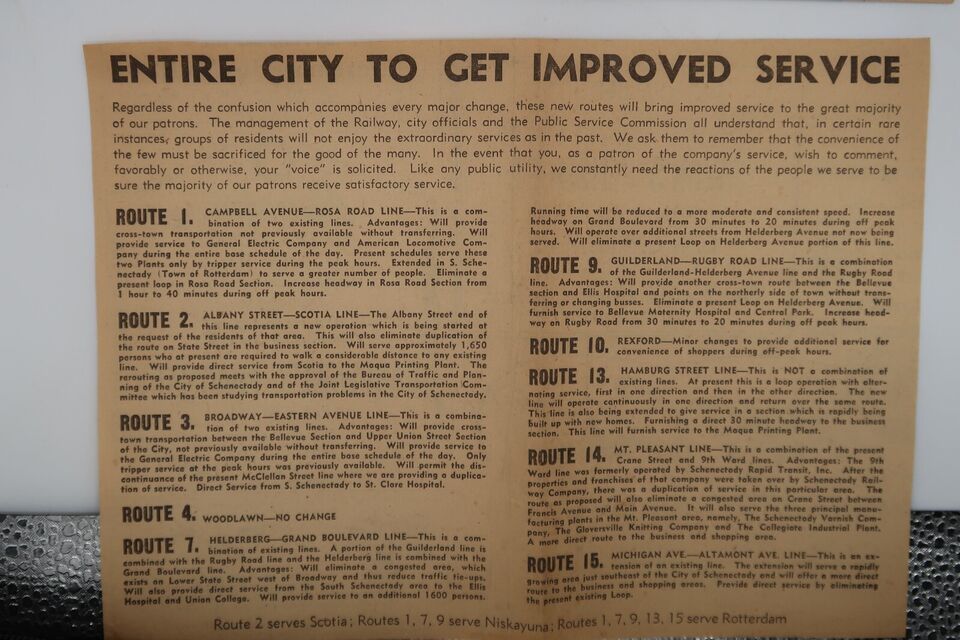 ENTIRE CITY TO GET IMPROVED SERVICE
Regardless of the confusion which accompanies every major change, these new routes will bring improved service to the great majority
of our patrons. The management of the Railway, city officials and the Public Service Commission all understand that, in certain rare
instances, groups of residents will not enjoy the extraordinary services as in the past. We ask them to remember that the convenience of
the few must be sacrificed for the good of the many. In the event that you, as a patron of the company's service, wish to comment,
favorably or otherwise, your "voice" is solicited. Like any public utility, we constantly need the reactions of the people we serve to be
sure the majority of our patrons receive satisfactory service.
ROUTE 1. CAMPBELL AVENUE—ROSA ROAD LINE—This is a com-
bination of two existing lines. Advantages: Will provide
cross-town transportation not previously available without transferring. Will
provide service to General Electric Company and American Locomotive Com-
pany during the entire base schedule of the day. Present schedules serve these
two Plants only by tripper service during the peak hours. Extended in S. Sche-
nectady (Town of Rotterdam) to serve a greater number of people. Eliminate a
present loop in Rosa Road Section. Increase headway in Rosa Road Section from
1 hour to 40 minutes during off peak hours.
ROUTE 2. ALBANY STREET—SCOTIA LINE—The Albany Street end of
this line represents a new operation which is being started at
the request of the residents of that area. This will also eliminate duplication of
the route on State Street in the business section. Will serve approximately 1,650
persons who at present are required to walk a considerable distance to any existing
line. Will provide direct service from Scotia to the Maqua Printing Plant. The
rerouting as proposed meets with the approval of the Bureau of Traffic and Plan-
ning of the City of Schenectady and of the Joint Legislative Transportation Com-
mittee which has been studying transportation problems in the City of Schenectady.
ROUTE 3. BROADWAY—EASTERN AVENUE LINE—This is a combina-
tion of two existing lines. Advantages: Will provide cross-
town transportation between the Bellevue Section and Upper Union Street Section
of the City, not previously available without transferring. Will provide service to
the General Electric Company during the entire base schedule of the day. Only
tripper service at the peak hours was previously available. Will permit the dis-
continuance of the present McClellan Street line where we are providing a duplica-
tion of service. Direct Service from S. Schenectady to St. Clare Hospital.
ROUTE 4. WOODLAWN—NO CHANGE
ROUTE 7. HELDERBERG—GRAND BOULEVARD LINE—This is a com-
bination of existing lines. A portion of the Guilderland line is
combined with the Rugby Road line and the Helderberg line is combined with the
Grand Boulevard line. Advantages: Will eliminate a congested area, which
exists on Lower State Street west of Broadway and thus reduce traffic tie-ups.
Will also provide direct service from the South Schenectady area to the Ellis
Hospital and Union College. Will provide service to an additional 1600 persons.
Running time will be reduced to a more moderate and consistent speed. Increase
headway on Grand Boulevard from 30 minutes to 20 minutes during off peak
hours. Will operate over additional streets from Helderberg Avenue not now being
served. Will eliminate a present Loop on Helderberg Avenue portion of this line.
ROUTE 9. GUILDERLAND—RUGBY ROAD LINE—This is a combination
of the Guilderland-Helderberg Avenue line and the Rugby Road
line. Advantages: Will provide another cross-town route between the Bellevue
section and Ellis Hospital and points on the northerly side of town without trans-
ferring or changing busses. Eliminate a present Loop on Helderberg Avenue. Will
furnish service to Bellevue Maternity Hospital and Central Park. Increase head-
way on Rugby Road from 30 minutes to 20 minutes during off peak hours.
ROUTE 10. REXFORD—Minor changes to provide additional service for
convenience of shoppers during off-peak hours.
ROUTE 13. HAMBURG STREET LINE—This is NOT a combination of
existing lines. At present this is a loop operation with alter-
nating service, first in one direction and then in the other direction. The new
line will operate continuously in one direction and return over the same route.
This line is also being extended to give service in a section which is rapidly being
built up with new homes. Furnishing a direct 30 minute headway to the business
section. This line will furnish service to the Maqua Printing Plant.
ROUTE 14. MT. PLEASANT LINE—This is a combination of the present
Crane Street and 9th Ward lines. Advantages: The 9th
Ward line was formerly operated by Schenectady Rapid Transit, Inc. After the
properties and franchises of that company were taken over by Schenectady Rail-
way Company, there was a duplication of service in this particular area. The
route as proposed will also eliminate a congested area on Crane Street between
Francis Avenue and Main Avenue. It will also serve the three principal manu-
facturing plants in the Mt. Pleasant area, namely, The Schenectady Varnish Com-
pany, The Gloversville Knitting Company and The Collegiate Industrial Plant.
A more direct route to the business and shopping area.
ROUTE 15. MICHIGAN AVE—ALTAMONT AVE. LINE—This is an ex-
tension of an existing line. The extension will serve a rapidly
growing area just southeast of the City of Schenectady and will offer a more direct
route to the business and shopping areas. Provide direct service by eliminating
the present existing Loop.
Route 2 serves Scotia; Routes 1, 7, 9 serve Niskayuna; Routes 1, 7, 9, 13, 15 serve Rotterdam